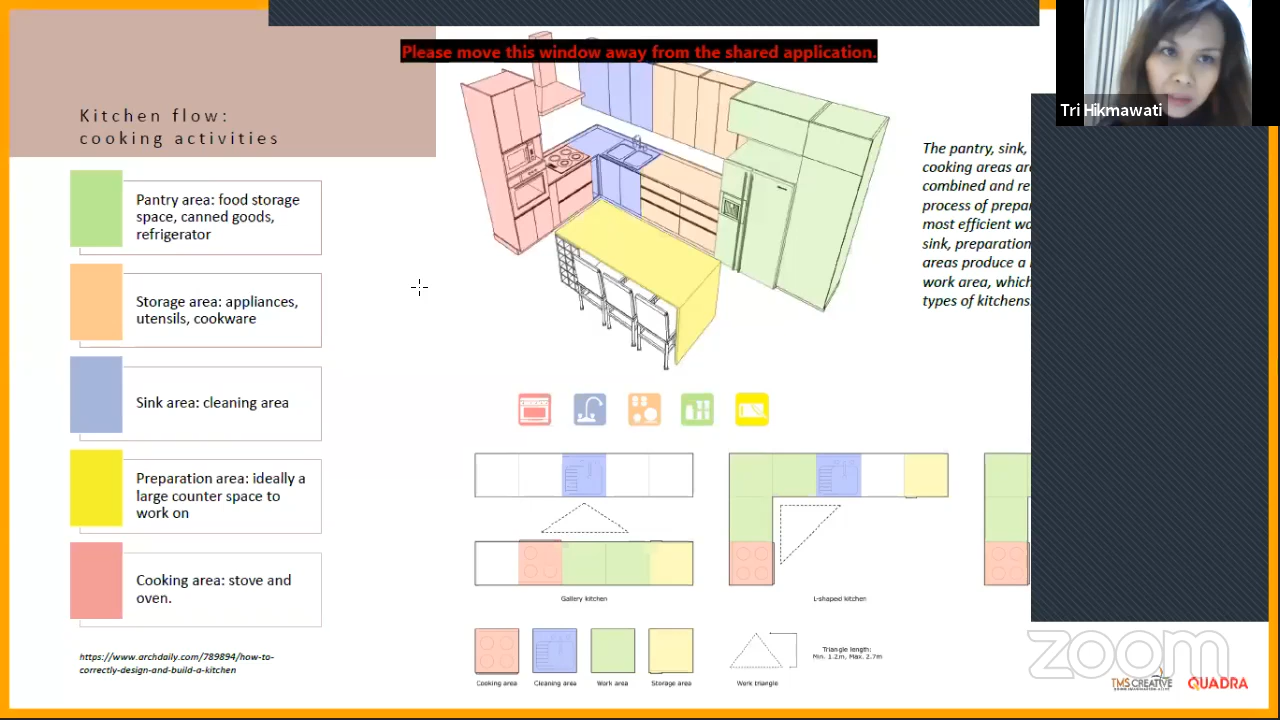 Please move this window away from the shared application.
Tri Hikmawati
Kitchen flow:
cooking activities
Pantry area: food storage
space, canned goods,
refrigerator
Storage area: appliances,
utensils, cookware
Sink area: cleaning area
Preparation area: ideally a
large counter space to
work on
Cooking area: stove and
oven.
https://www.archdaily.com/789894/how-to-
correctly-design-and-build-a-kitchen
The pantry, sink,
cooking areas are
combined and re
process of prepar
most efficient wa
sink, preparation
areas produce a
work area, which
types of kitchens.
Gallery kitchen
L-shaped kitchen
Cooking area
Cleaning area
Work area
Storage area
Work triangle
Triangle length:
Min. 1.2m, Max. 2.7m
zoom
TMS CREATIVE
QUADRA